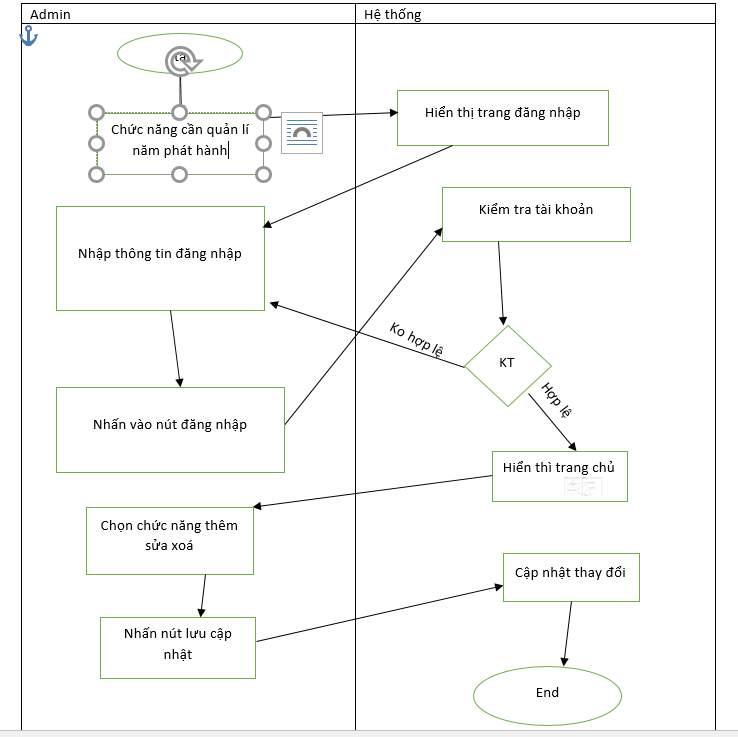 Admin
Hệ thống
Chức năng cần quản lí
năm phát hành
Hiển thị trang đăng nhập
Nhập thông tin đăng nhập
Kiểm tra tài khoản
Ko hợp lệ
KT
Hợp lệ
Nhấn vào nút đăng nhập
Hiển thì trang chủ
Chọn chức năng thêm
sửa xoá
Cập nhật thay đổi
Nhấn nút lưu cập
nhật
End